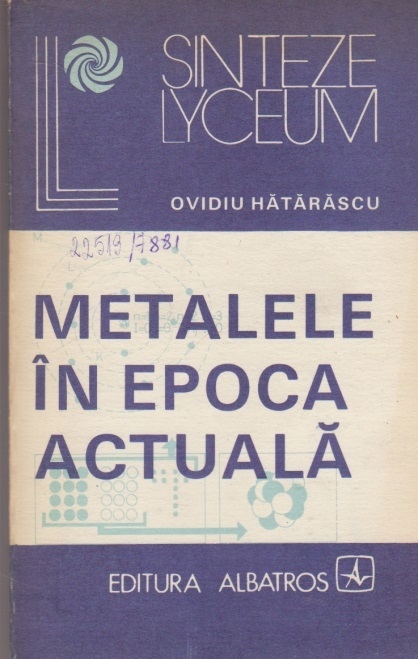 SINTEZE
LYCEUM
OVIDIU HĂTĂRĂSCU
22519/7881
METALELE
ÎN EPOCA
ACTUALĂ
EDITURA ALBATROS